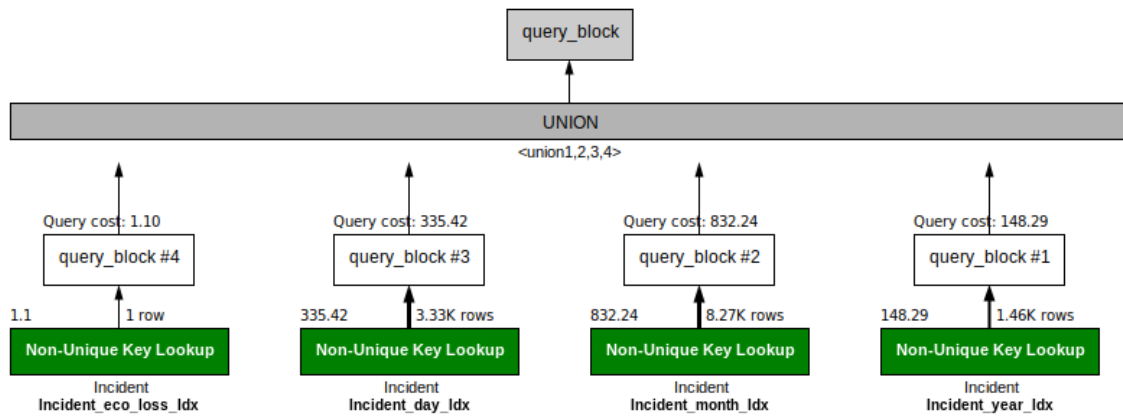 query_block
UNION
<union1,2,3,4>
Query cost: 1.10
Query cost: 335.42
Query cost: 832.24
Query cost: 148.29
query_block #4
query_block #3
query_block #2
query_block #1
1.1
1 row
335.42
3.33K rows
832.24
8.27K rows
148.29
1.46K rows
Non-Unique Key Lookup
Non-Unique Key Lookup
Non-Unique Key Lookup
Non-Unique Key Lookup
Incident
Incident
Incident
Incident
Incident_eco_loss_Idx
Incident_day_Idx
Incident_month_Idx
Incident_year_Idx